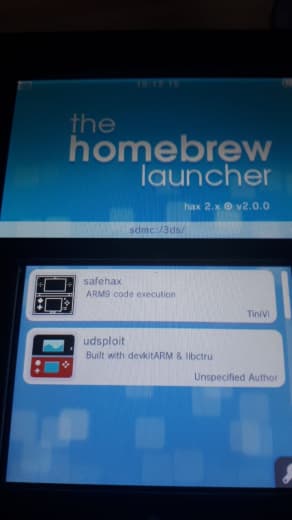 the
homebrew
launcher
hax 2.x v2.0.0
sdmc:/3ds/
safehax
ARM9 code execution
TiniVi
udsploit
Built with devkitARM & libctru
Unspecified Author